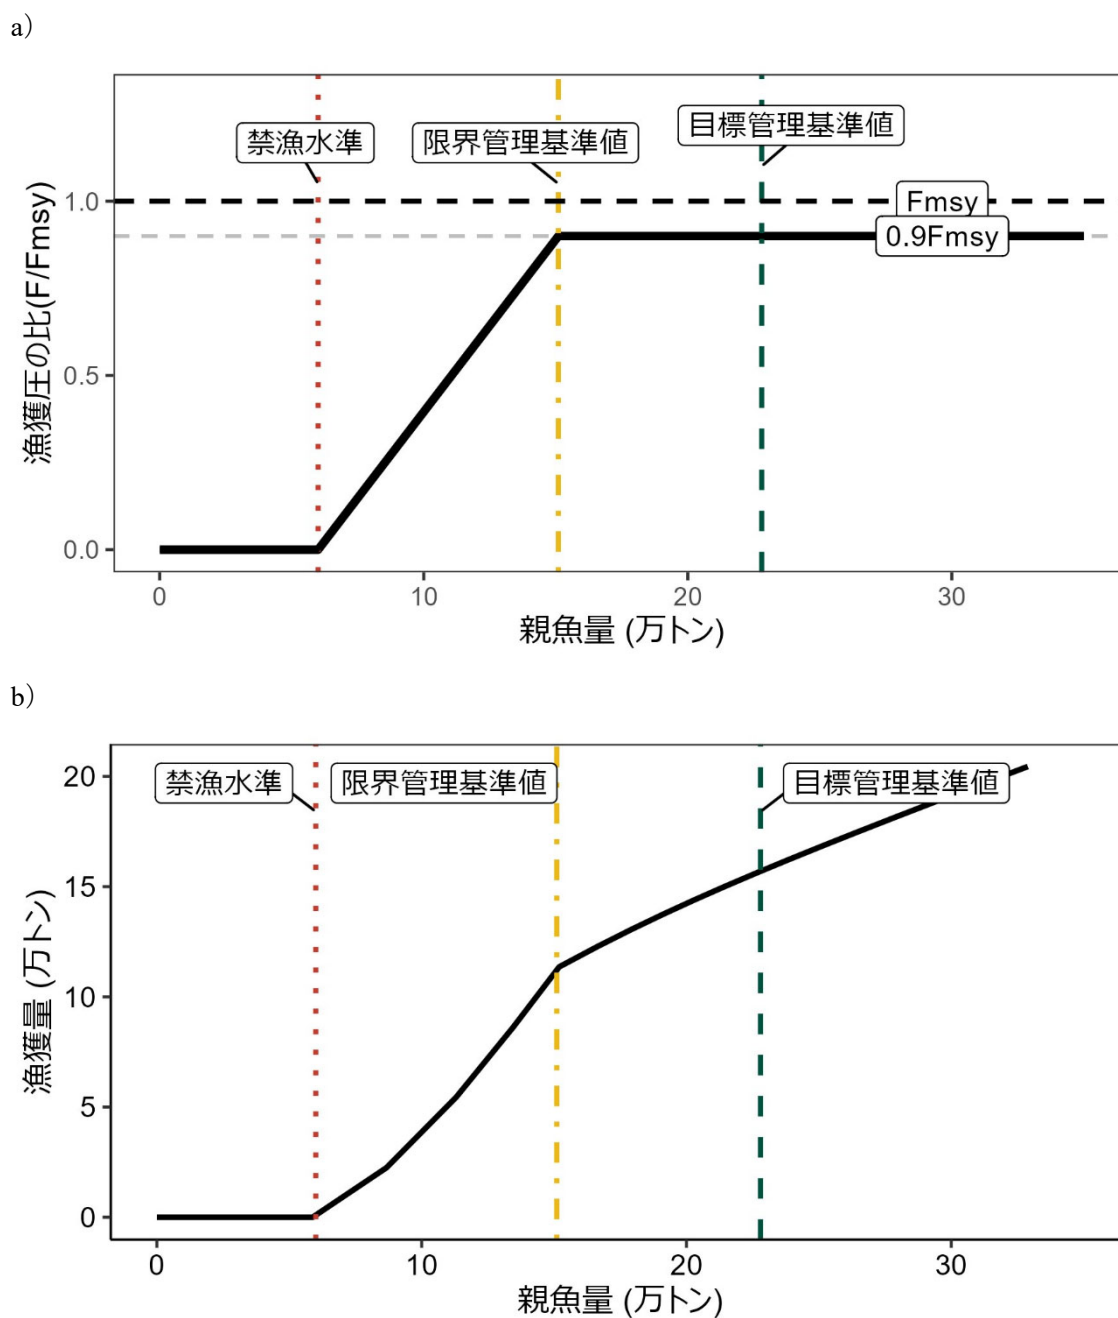 a)
禁漁水準
限界管理基準値
目標管理基準値
Fmsy
0.9Fmsy
漁獲圧の比(F/Fmsy)
1.0
0.5
0.0
0
10
20
30
親魚量 (万トン)
b)
禁漁水準
限界管理基準値
目標管理基準値
漁獲量 (万トン)
20
15
10
5
0
0
10
20
30
親魚量 (万トン)